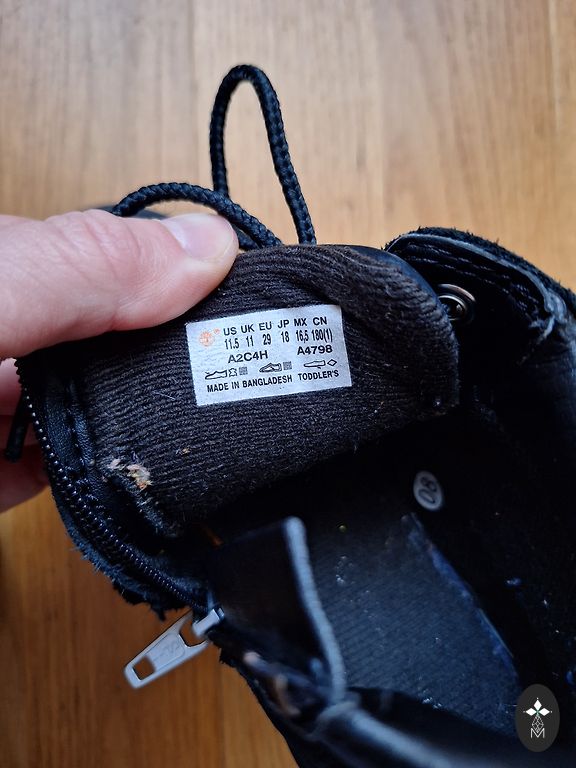 US UK EU JP MX CN
11.5 11 29 18 16,5 180(1)
A2C4H A4798
MADE IN BANGLADESH TODDLER'S
08